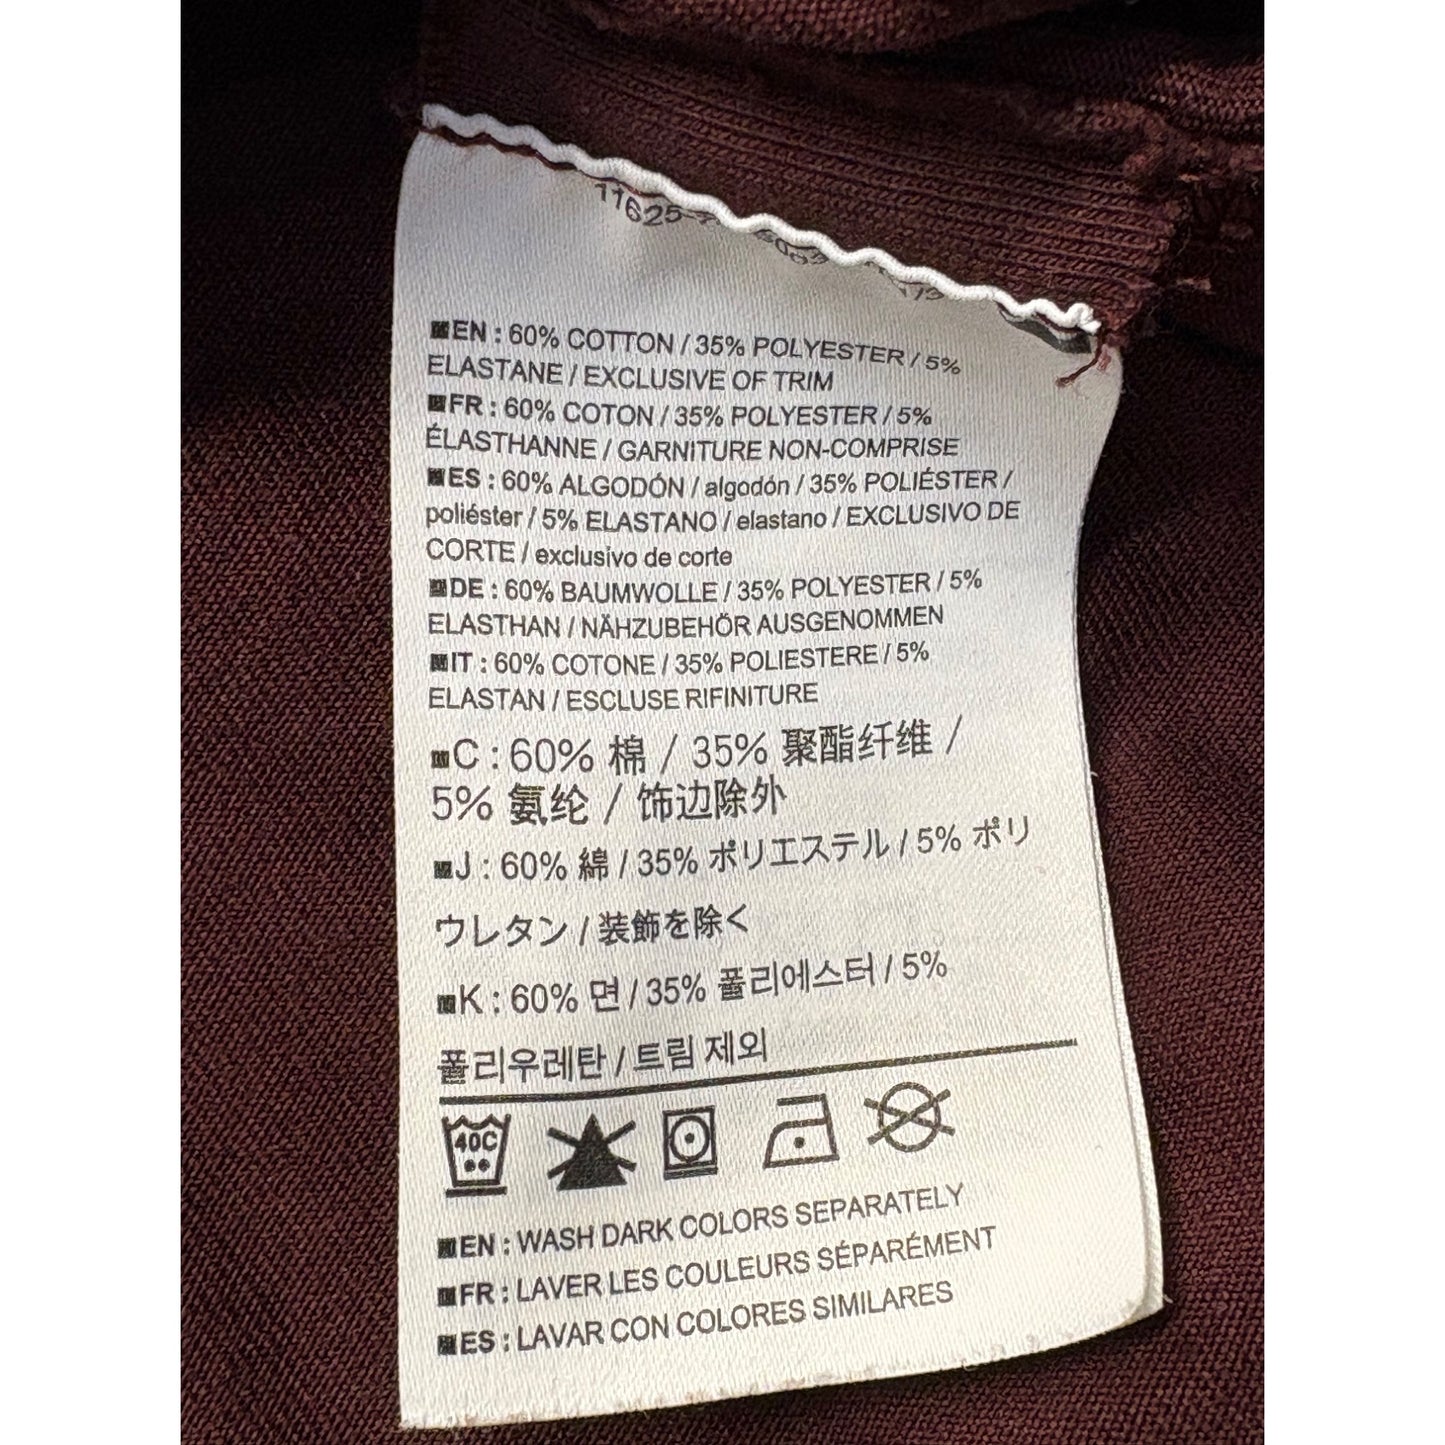 11625
EN : 60% COTTON / 35% POLYESTER / 5%
ELASTANE / EXCLUSIVE OF TRIM
FR : 60% COTON / 35% POLYESTER / 5%
ÉLASTHANNE / GARNITURE NON-COMPRISE
ES : 60% ALGODÓN / algodón / 35% POLIÉSTER /
poliéster / 5% ELASTANO / elastano / EXCLUSIVO DE
CORTE / exclusivo de corte
DE : 60% BAUMWOLLE / 35% POLYESTER / 5%
ELASTHAN / NÄHZUBEHÖR AUSGENOMMEN
IT : 60% COTONE / 35% POLIESTERE / 5%
ELASTAN / ESCLUSE RIFINITURE
C : 60% 棉 / 35% 聚酯纤维 /
5% 氨纶 / 饰边除外
J : 60% 綿 / 35% ポリエステル / 5% ポリ
ウレタン / 装飾を除く
K : 60% 면 / 35% 폴리에스터 / 5%
폴리우레탄 / 트림 제외
40C
EN : WASH DARK COLORS SEPARATELY
FR : LAVER LES COULEURS SÉPARÉMENT
ES : LAVAR CON COLORES SIMILARES